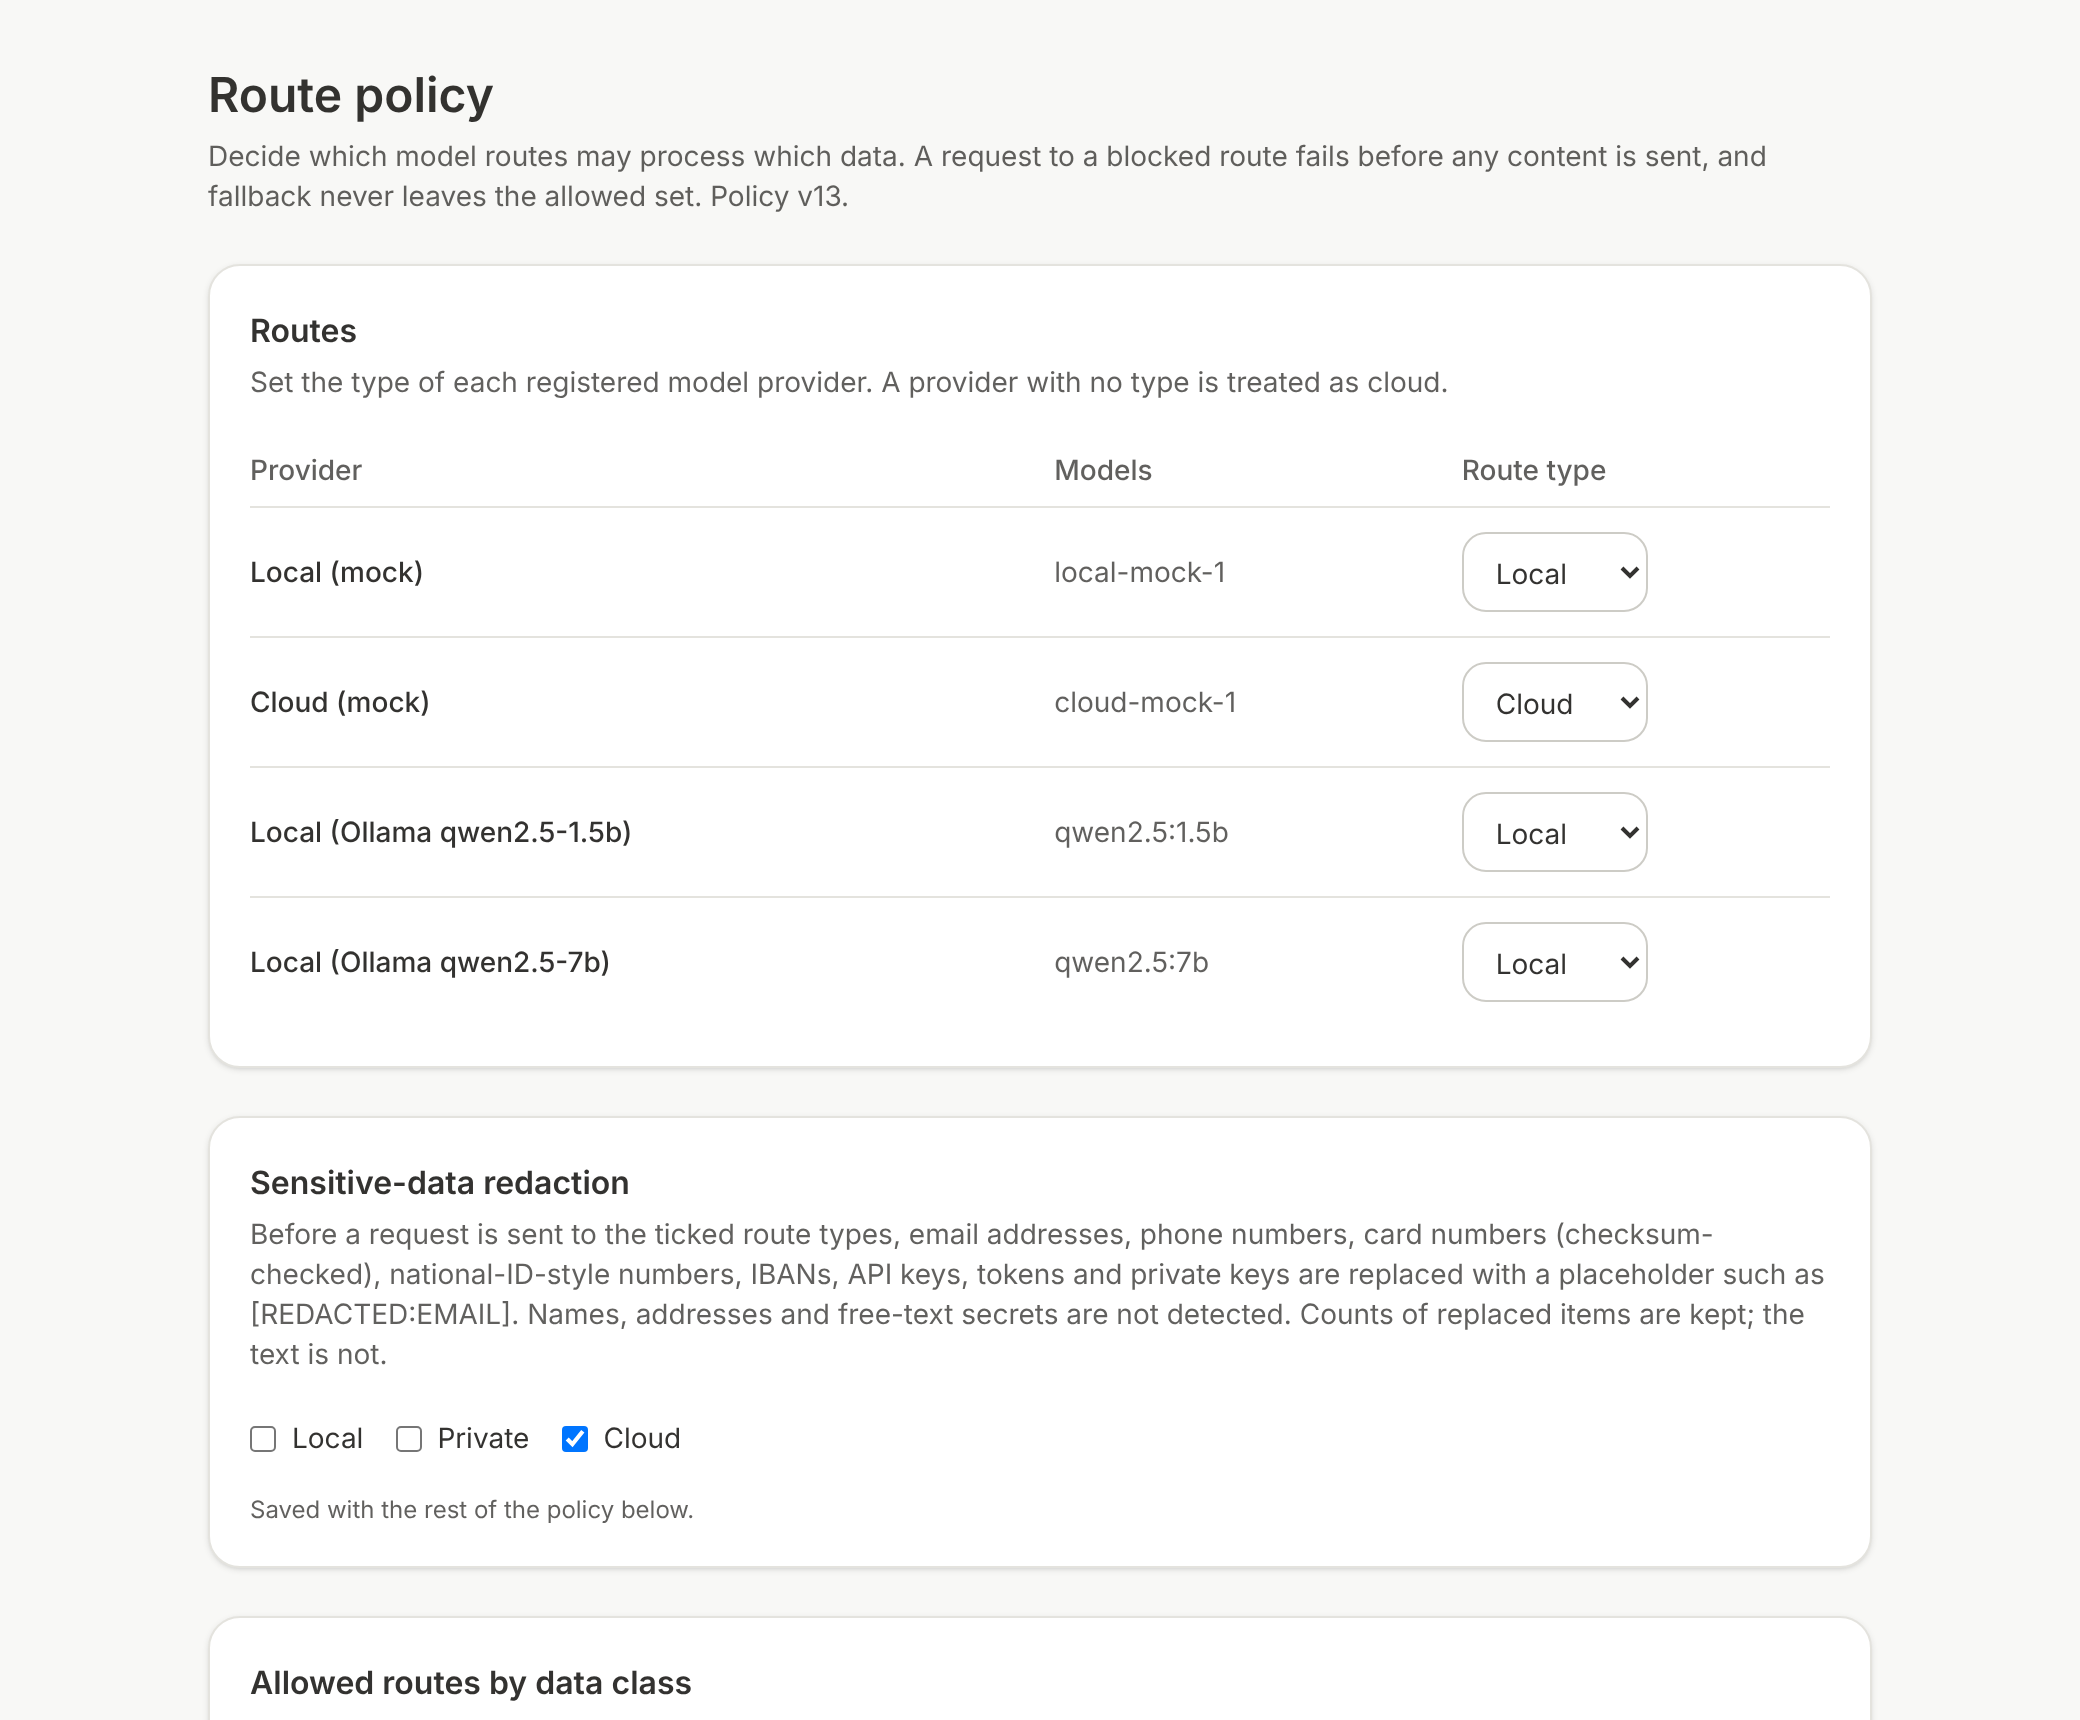 Route policy
Decide which model routes may process which data. A request to a blocked route fails before any content is sent, and
fallback never leaves the allowed set. Policy v13.
Routes
Set the type of each registered model provider. A provider with no type is treated as cloud.
Provider Models Route type
Local (mock) local-mock-1 Local
Cloud (mock) cloud-mock-1 Cloud
Local (Ollama qwen2.5-1.5b) qwen2.5:1.5b Local
Local (Ollama qwen2.5-7b) qwen2.5:7b Local
Sensitive-data redaction
Before a request is sent to the ticked route types, email addresses, phone numbers, card numbers (checksum-
checked), national-ID-style numbers, IBANs, API keys, tokens and private keys are replaced with a placeholder such as
[REDACTED:EMAIL]. Names, addresses and free-text secrets are not detected. Counts of replaced items are kept; the
text is not.
Local Private Cloud
Saved with the rest of the policy below.
Allowed routes by data class